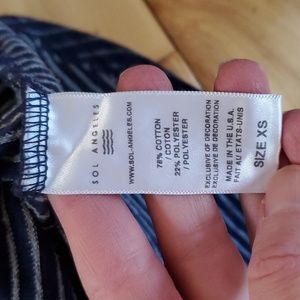 SOL ANGELES
WWW.SOLANGELES.COM
78% COTTON
/ COTON
22% POLYESTER
/ POLYESTER
EXCLUSIVE OF DECORATION
EXCLUSIF DE DECORATION
MADE IN THE U.S.A.
FAIT AU ETATS-UNIS
SIZE XS